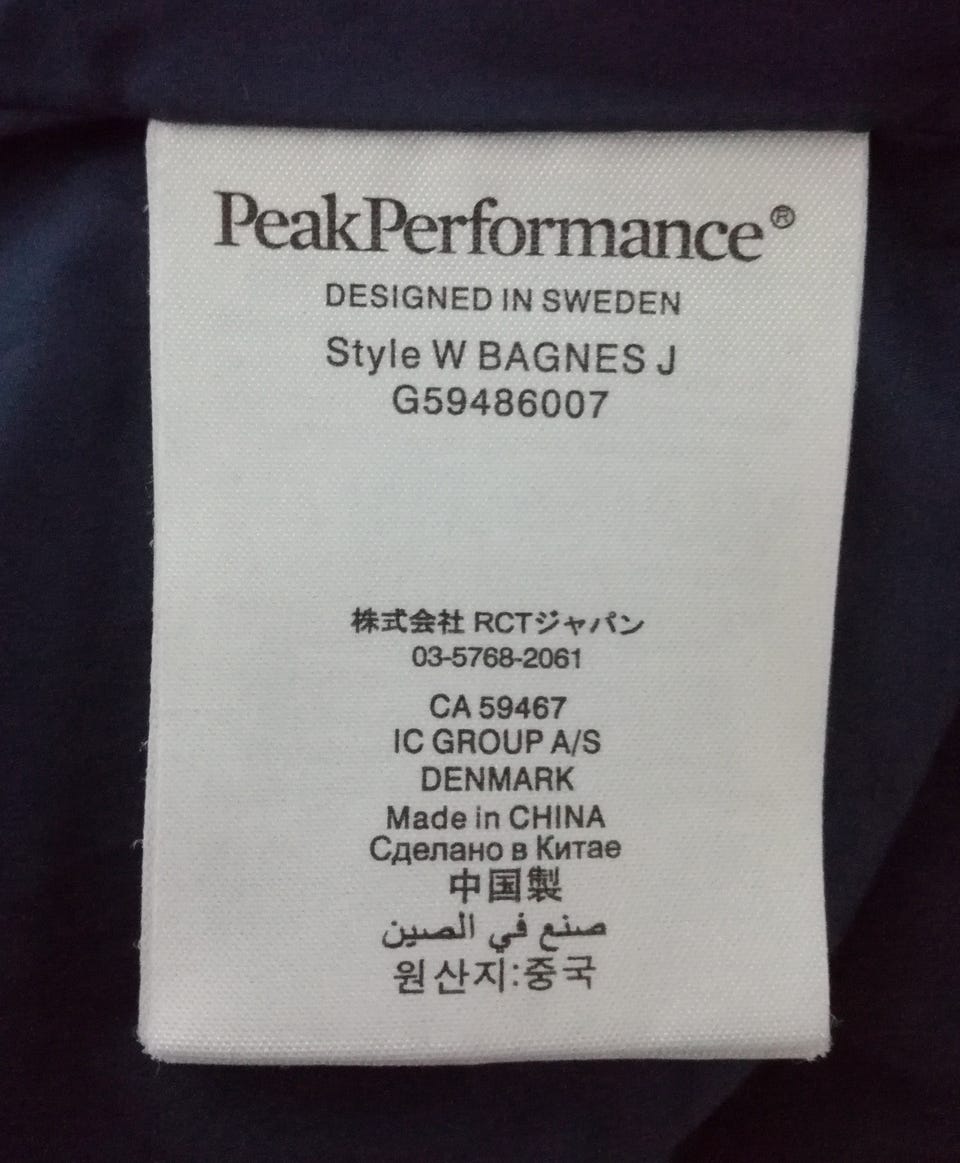 PeakPerformance®
DESIGNED IN SWEDEN
Style W BAGNES J
G59486007
株式会社 RCTジャパン
03-5768-2061
CA 59467
IC GROUP A/S
DENMARK
Made in CHINA
Сделано в Китае
中国製
صنع في الصين
원산지:중국